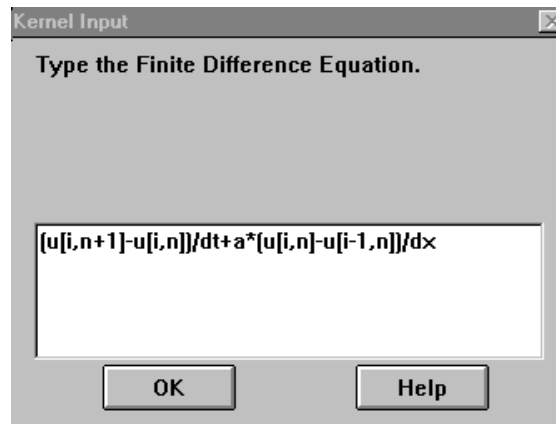 Kernel Input
Type the Finite Difference Equation.
(u[i,n+1]-u[i,n])/dt+a*(u[i,n]-u[i-1,n])/dx
OK
Help